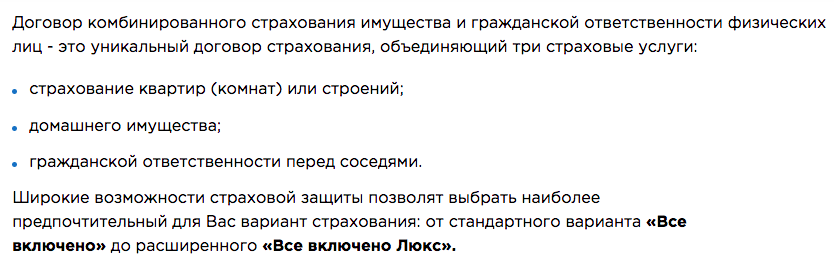 Договор комбинированного страхования имущества и гражданской ответственности физических
лиц - это уникальный договор страхования, объединяющий три страховые услуги:
страхование квартир (комнат) или строений;
домашнего имущества;
гражданской ответственности перед соседями.
Широкие возможности страховой защиты позволят выбрать наиболее
предпочтительный для Вас вариант страхования: от стандартного варианта «Все
включено» до расширенного «Все включено Люкс».